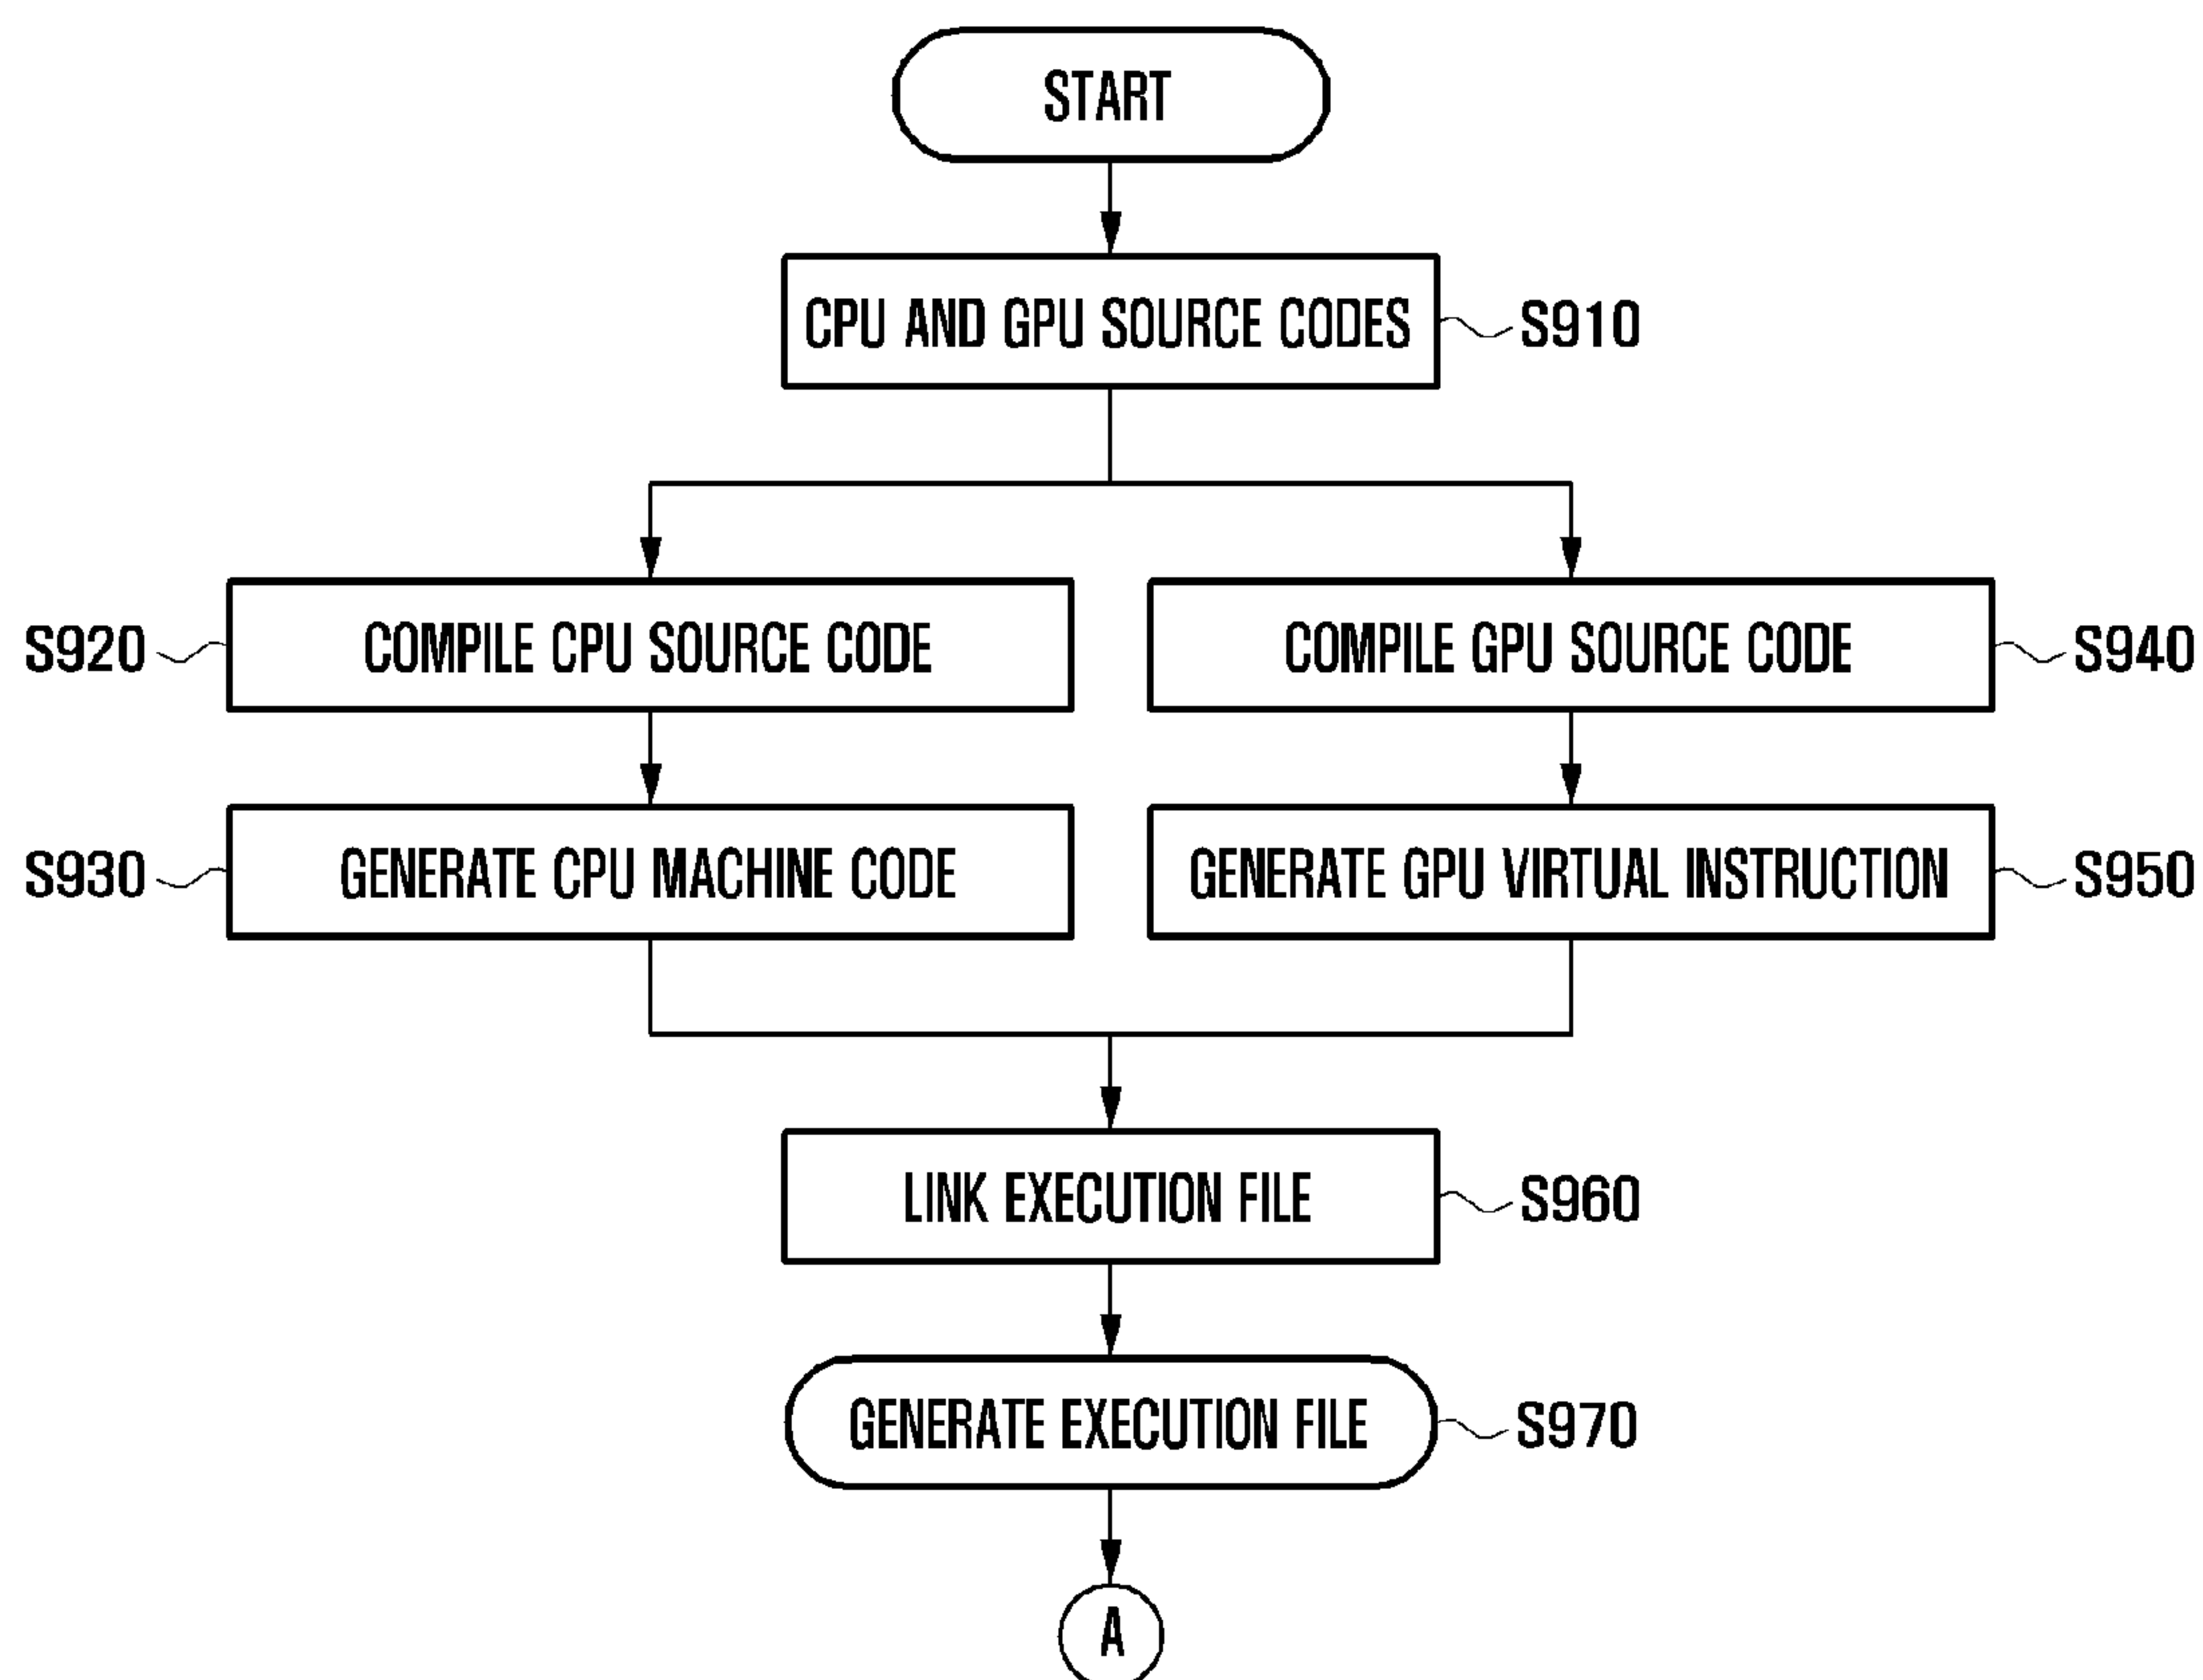 START
CPU AND GPU SOURCE CODES
S910
S920
COMPILE CPU SOURCE CODE
COMPILE GPU SOURCE CODE
S940
S930
GENERATE CPU MACHINE CODE
GENERATE GPU VIRTUAL INSTRUCTION
S950
LINK EXECUTION FILE
S960
GENERATE EXECUTION FILE
S970
A